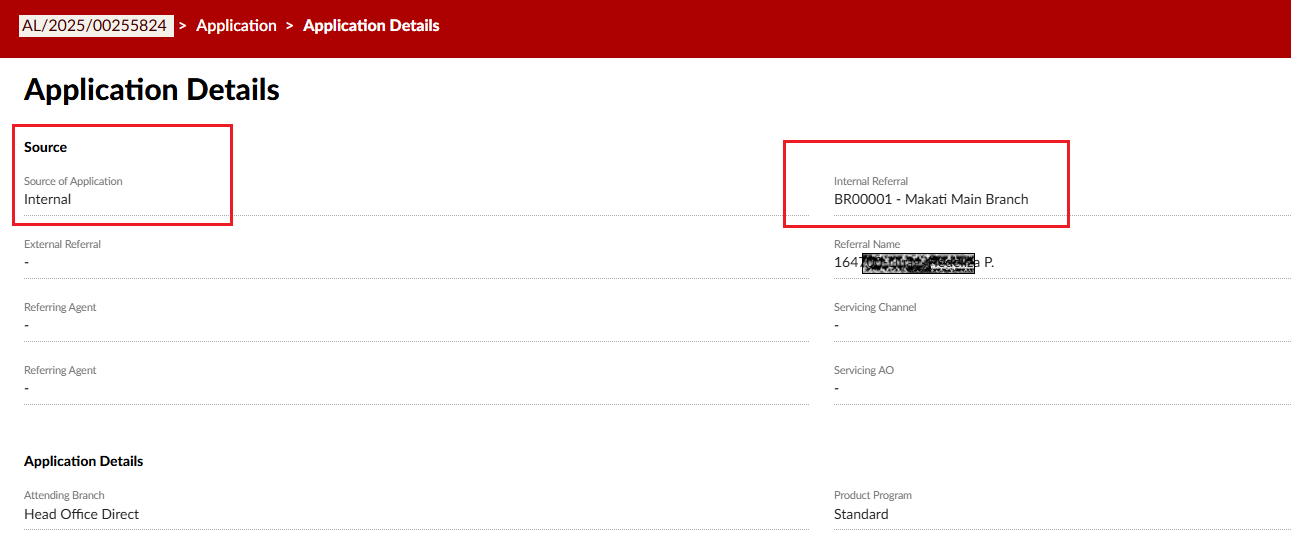 AL/2025/00255824 > Application > Application Details
Application Details
Source
Source of Application
Internal
Internal Referral
BR00001 - Makati Main Branch
External Referral
-
Referral Name
164 P.
Referring Agent
-
Servicing Channel
-
Referring Agent
-
Servicing AO
-
Application Details
Attending Branch
Head Office Direct
Product Program
Standard